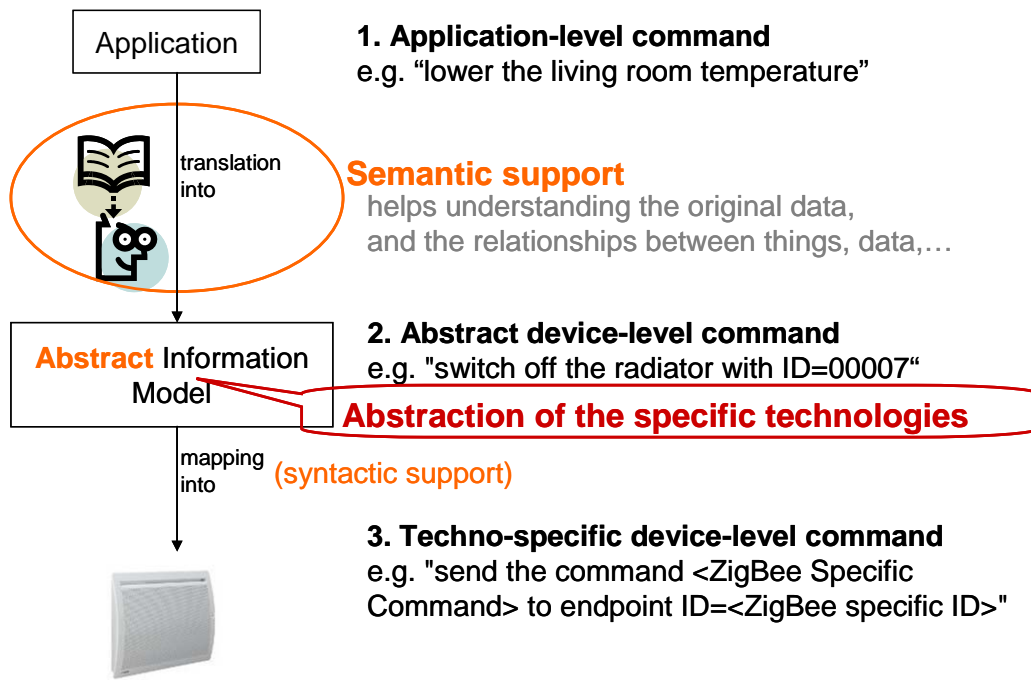 Application
1. Application-level command
e.g. “lower the living room temperature”
translation
into
Semantic support
helps understanding the original data,
and the relationships between things, data,…
Abstract Information
Model
2. Abstract device-level command
e.g. "switch off the radiator with ID=00007“
Abstraction of the specific technologies
mapping
into
(syntactic support)
3. Techno-specific device-level command
e.g. "send the command <ZigBee Specific
Command> to endpoint ID=<ZigBee specific ID>"